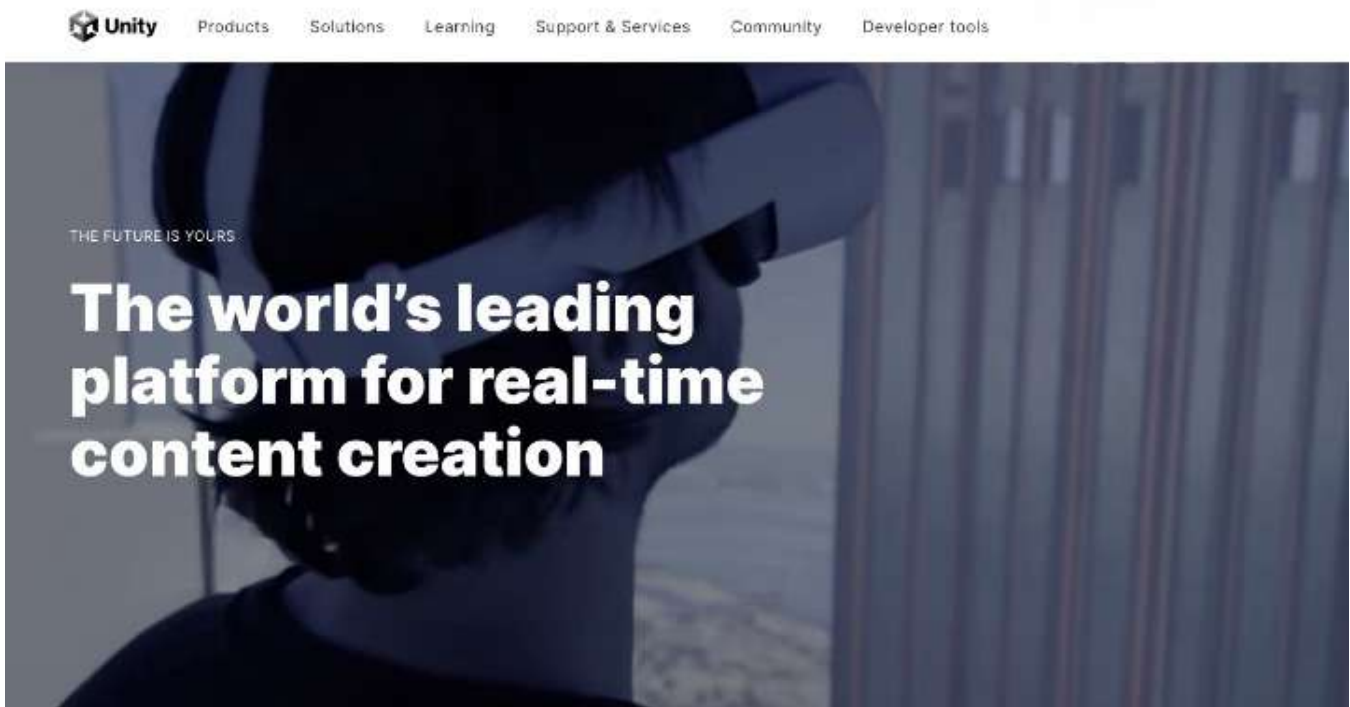 Unity Products Solutions Learning Support & Services Community Developer tools
THE FUTURE IS YOURS
The world’s leading
platform for real-time
content creation